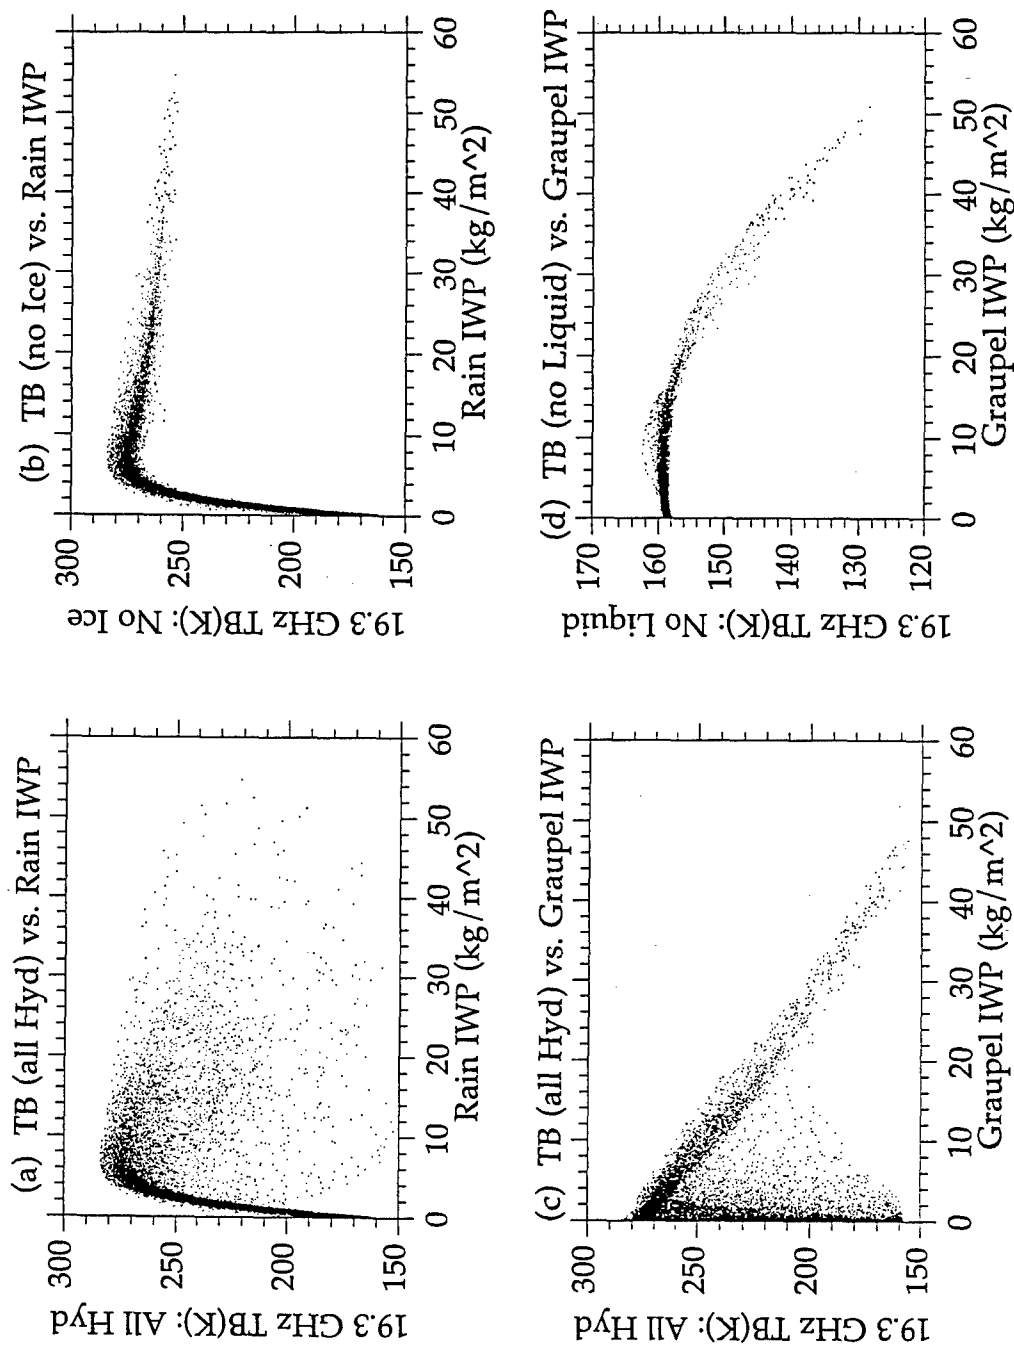 (a) TB (all Hyd) vs. Rain IWP
19.3 GHz TB(K): All Hyd
300
250
200
150
0 10 20 30 40 50 60
Rain IWP (kg/m^2)
(b) TB (no Ice) vs. Rain IWP
19.3 GHz TB(K): No Ice
300
250
200
150
0 10 20 30 40 50 60
Rain IWP (kg/m^2)
(c) TB (all Hyd) vs. Graupel IWP
19.3 GHz TB(K): All Hyd
300
250
200
150
0 10 20 30 40 50 60
Graupel IWP (kg/m^2)
(d) TB (no Liquid) vs. Graupel IWP
19.3 GHz TB(K): No Liquid
170
160
150
140
130
120
0 10 20 30 40 50 60
Graupel IWP (kg/m^2)